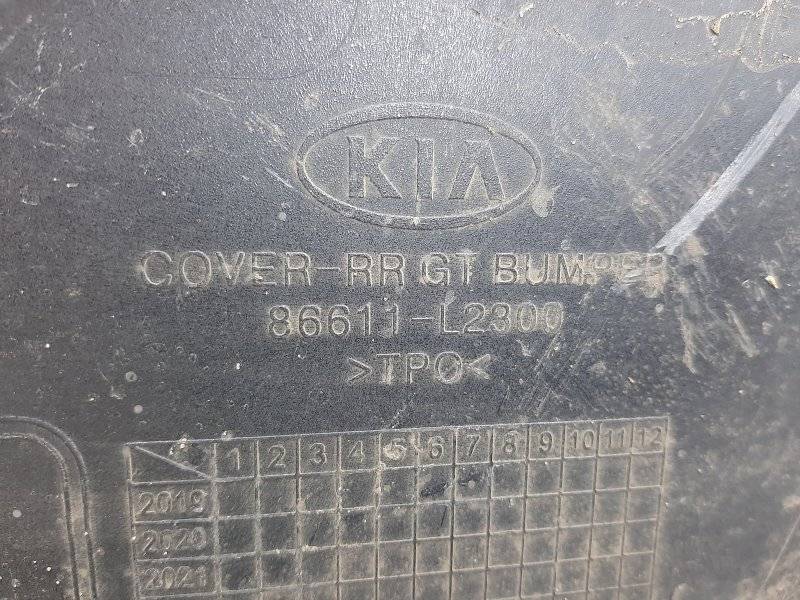 KIA
COVER-RR GT BUMPER
86611-L2300
>TPO<
1 2 3 4 5 6 7 8 9 10 11 12
2019
2020
2021